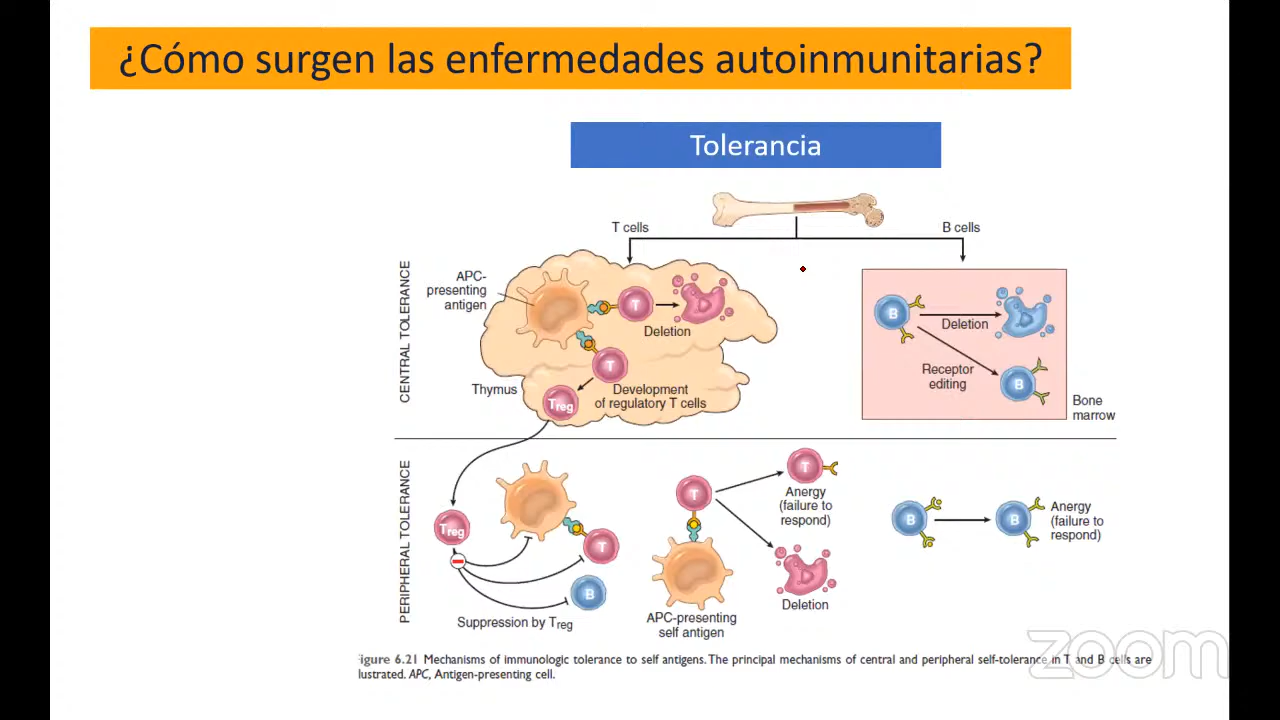 ¿Cómo surgen las enfermedades autoinmunitarias?
Tolerancia
T cells
B cells
CENTRAL TOLERANCE
APC-
presenting
antigen
T
Deletion
T
Thymus
Development
of regulatory T cells
Treg
B
Deletion
Receptor
editing
B
Bone
marrow
PERIPHERAL TOLERANCE
Treg
T
B
Suppression by Treg
T
T
Anergy
(failure to
respond)
Deletion
APC-presenting
self antigen
B
B
Anergy
(failure to
respond)
igure 6.21 Mechanisms of immunologic tolerance to self antigens. The principal mechanisms of central and peripheral self-tolerance in T and B cells are
lustrated. APC, Antigen-presenting cell.
zoom